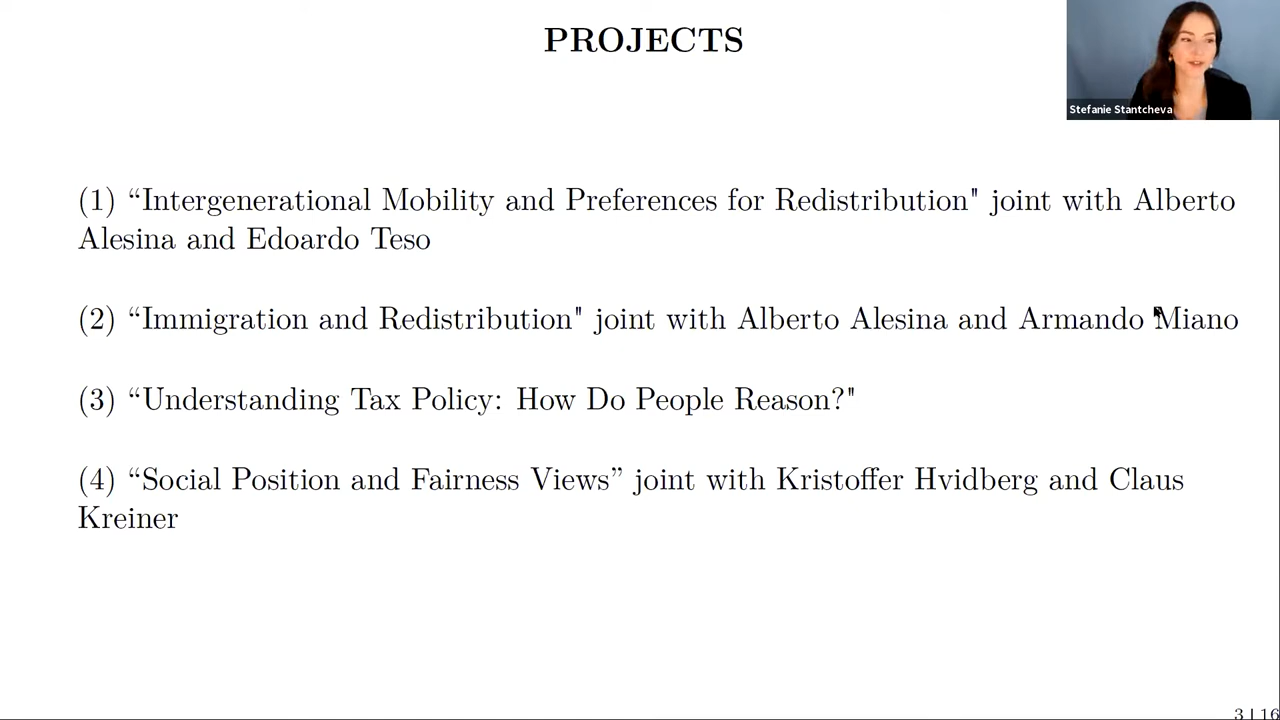 PROJECTS
Stefanie Stantcheva
(1) “Intergenerational Mobility and Preferences for Redistribution" joint with Alberto
Alesina and Edoardo Teso
(2) “Immigration and Redistribution" joint with Alberto Alesina and Armando Miano
(3) “Understanding Tax Policy: How Do People Reason?"
(4) “Social Position and Fairness Views” joint with Kristoffer Hvidberg and Claus
Kreiner
3 | 16